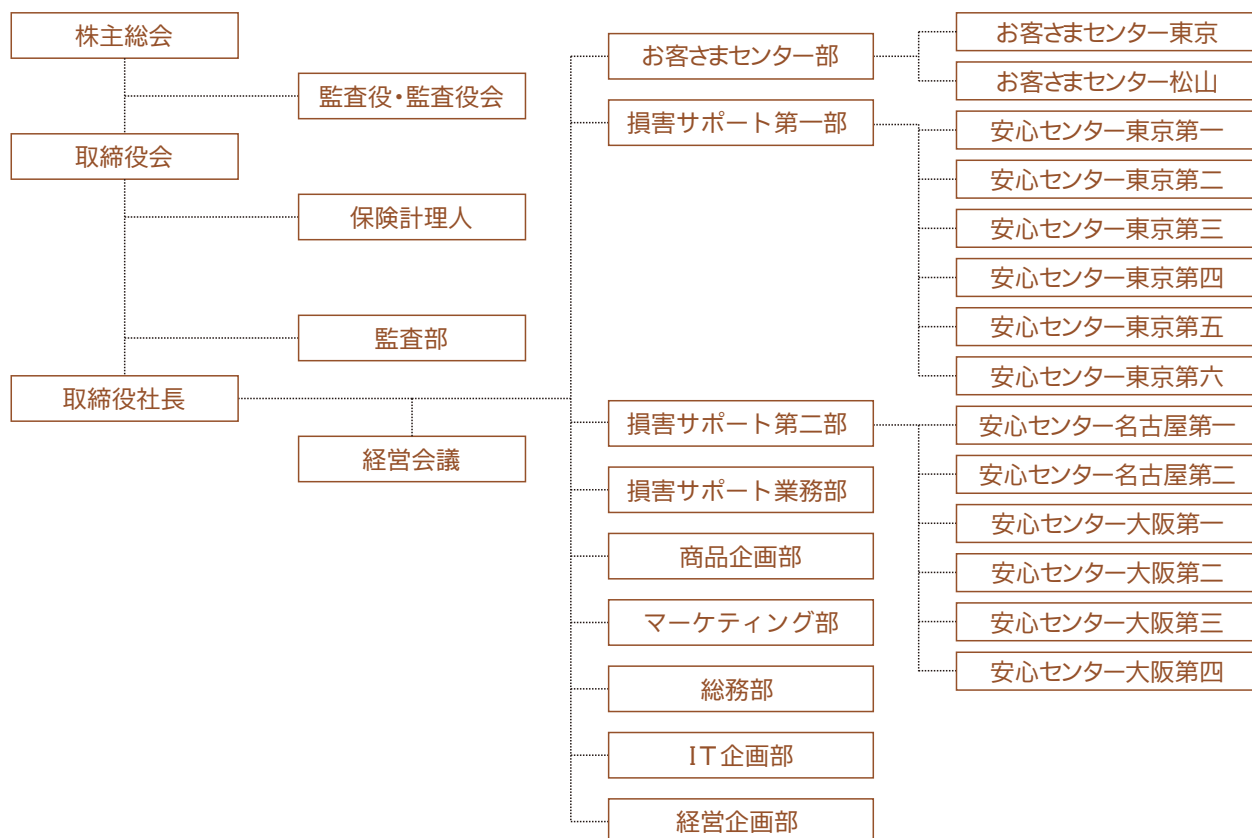 株主総会
監査役・監査役会
取締役会
保険計理人
監査部
取締役社長
経営会議
お客さまセンター部
お客さまセンター東京
お客さまセンター松山
損害サポート第一部
安心センター東京第一
安心センター東京第二
安心センター東京第三
安心センター東京第四
安心センター東京第五
安心センター東京第六
損害サポート第二部
安心センター名古屋第一
安心センター名古屋第二
安心センター大阪第一
安心センター大阪第二
安心センター大阪第三
安心センター大阪第四
損害サポート業務部
商品企画部
マーケティング部
総務部
IT企画部
経営企画部